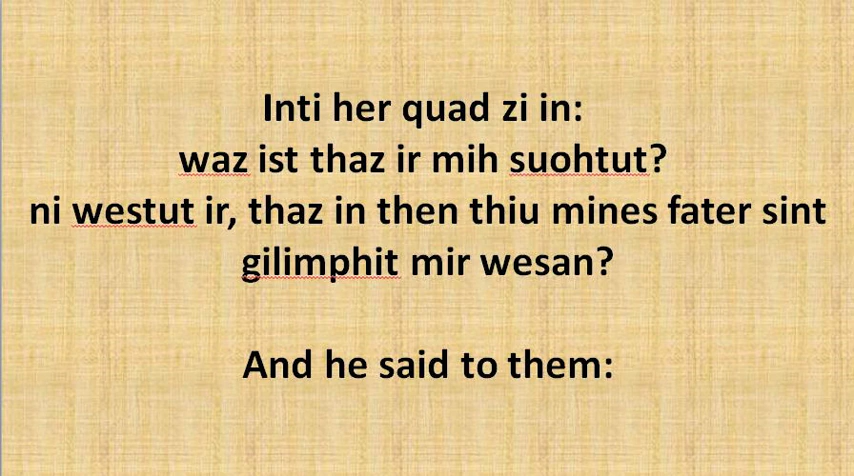 Inti her quad zi in:
waz ist thaz ir mih suohtut?
ni westut ir, thaz in then thiu mines fater sint
gilimphit mir wesan?
And he said to them: